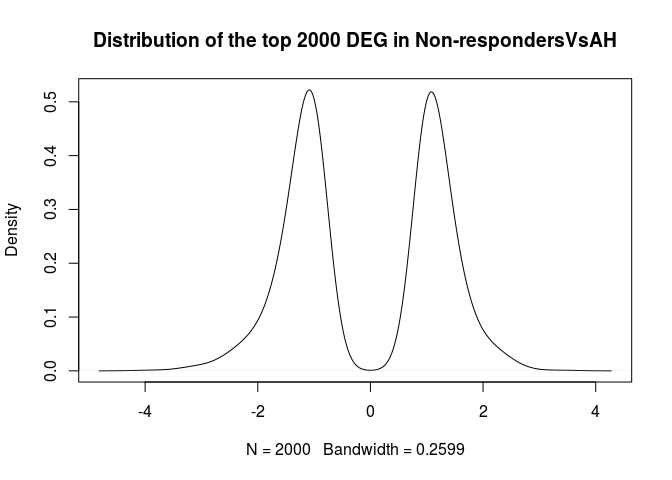 Distribution of the top 2000 DEG in Non-respondersVsAH
Density
0.5
0.4
0.3
0.2
0.1
0.0
-4 -2 0 2 4
N = 2000 Bandwidth = 0.2599